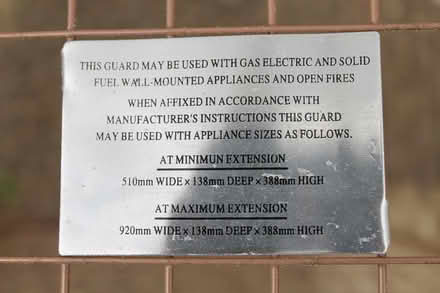 THIS GUARD MAY BE USED WITH GAS ELECTRIC AND SOLID
FUEL WALL-MOUNTED APPLIANCES AND OPEN FIRES
WHEN AFFIXED IN ACCORDANCE WITH
MANUFACTURER'S INSTRUCTIONS THIS GUARD
MAY BE USED WITH APPLIANCE SIZES AS FOLLOWS.
AT MINIMUN EXTENSION
510mm WIDE x 138mm DEEP x 388mm HIGH
AT MAXIMUM EXTENSION
920mm WIDE x 138mm DEEP x 388mm HIGH